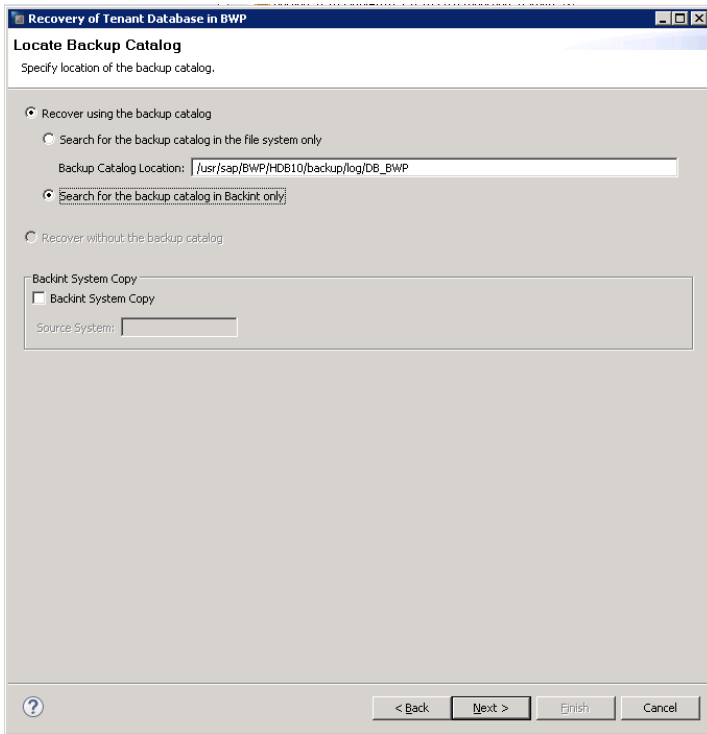 Recovery of Tenant Database in BWP
Locate Backup Catalog
Specify location of the backup catalog.
Recover using the backup catalog
Search for the backup catalog in the file system only
Backup Catalog Location: /usr/sap/BWP/HDB10/backup/log/DB_BWP
Search for the backup catalog in Backint only
Recover without the backup catalog
Backint System Copy
Backint System Copy
Source System:
?
< Back Next > Finish Cancel